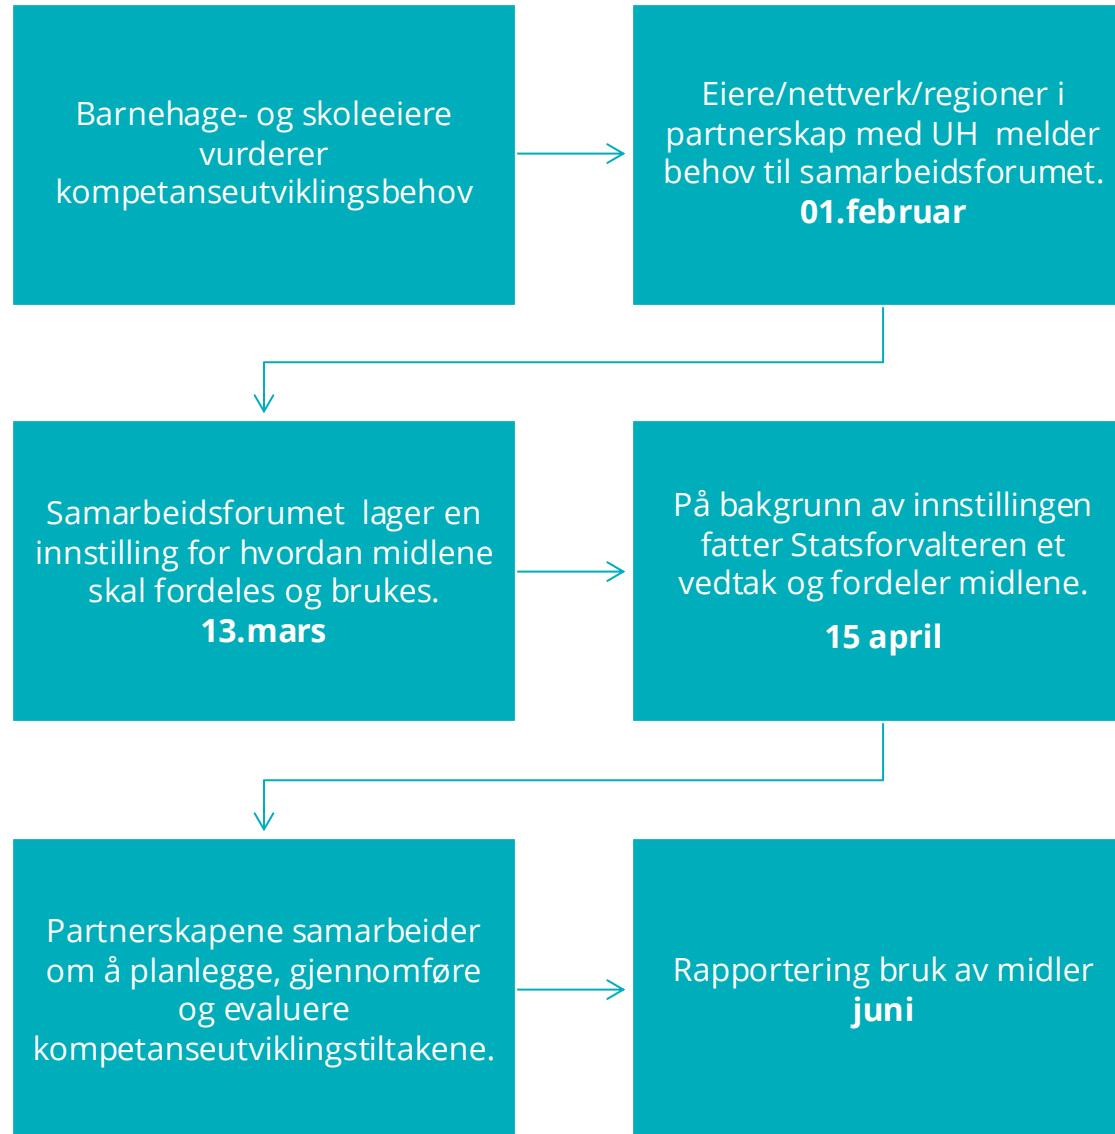 Barnehage- og skoleeiere
vurderer
kompetanseutviklingsbehov
Eiere/nettverk/regioner i
partnerskap med UH  melder
behov til samarbeidsforumet.
01.februar
Samarbeidsforumet  lager en
innstilling for hvordan midlene
skal fordeles og brukes.
13.mars
På bakgrunn av innstillingen
fatter Statsforvalteren et
vedtak og fordeler midlene.
15 april
Partnerskapene samarbeider
om å planlegge, gjennomføre
og evaluere
kompetanseutviklingstiltakene.
Rapportering bruk av midler
juni